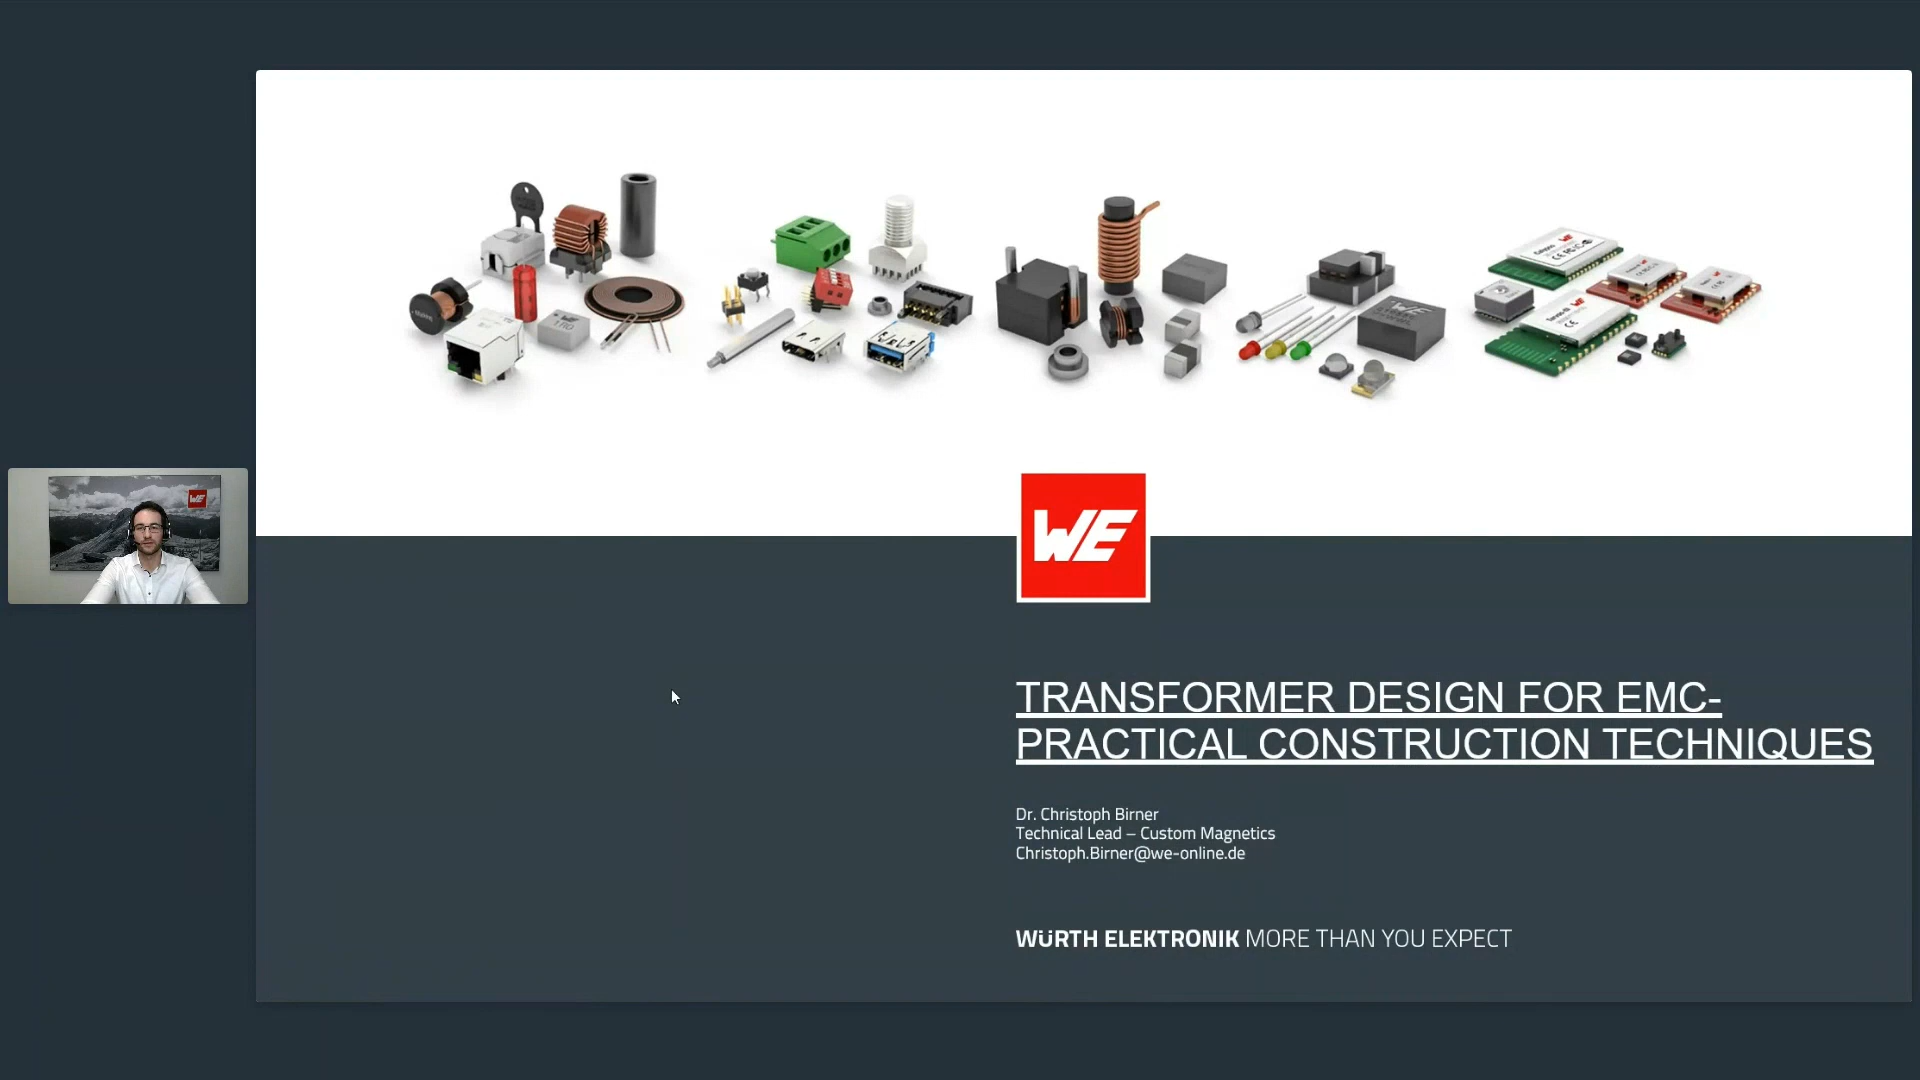 WE
TRANSFORMER DESIGN FOR EMC-
PRACTICAL CONSTRUCTION TECHNIQUES
Dr. Christoph Birner
Technical Lead – Custom Magnetics
Christoph.Birner@we-online.de
WÜRTH ELEKTRONIK MORE THAN YOU EXPECT